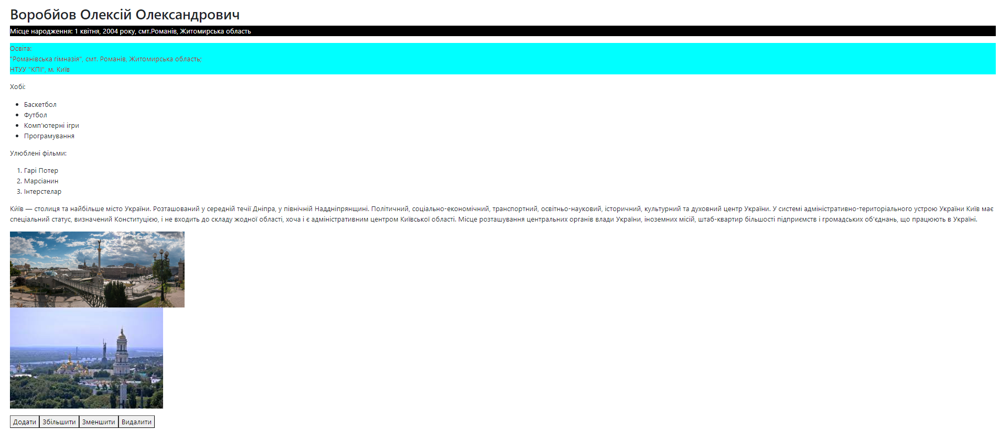 Воробйов Олексій Олександрович
Місце народження: 1 квітня, 2004 року, смт.Романів, Житомирська область
Освіта:
"Романівська гімназія", смт. Романів, Житомирська область;
НТУУ "КПІ", м. Київ
Хобі:
• Баскетбол
• Футбол
• Комп'ютерні ігри
• Програмування
Улюблені фільми:
1. Гарі Потер
2. Марсіанин
3. Інтерстелар
Ки́їв — столиця та найбільше місто України. Розташований у середній течії Дніпра, у північній Наддніпрянщині. Політичний, соціально-економічний, транспортний, освітньо-науковий, історичний, культурний та духовний центр України. У системі адміністративно-територіального устрою України Київ має
спеціальний статус, визначений Конституцією, і не входить до складу жодної області, хоча і є адміністративним центром Київської області. Місце розташування центральних органів влади України, іноземних місій, штаб-квартир більшості підприємств і громадських об'єднань, що працюють в Україні.
Додати Збільшити Зменшити Видалити